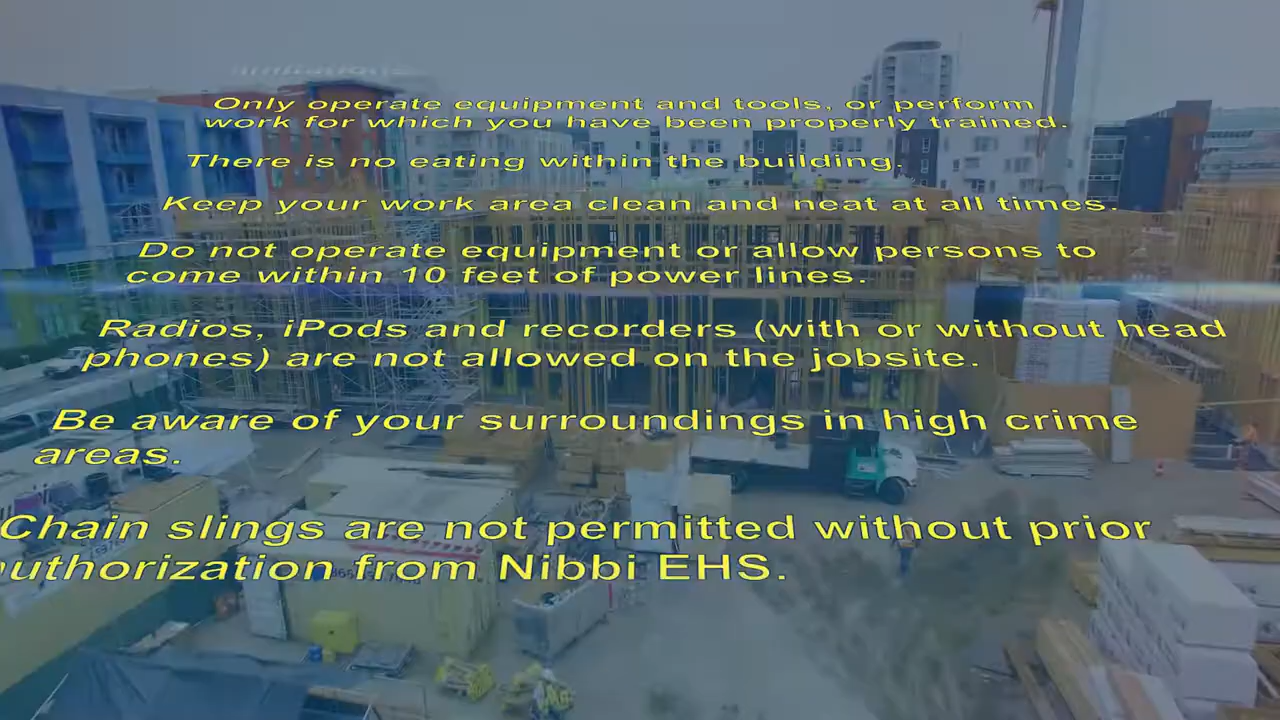 Only operate equipment and tools, or perform
work for which you have been properly trained.
There is no eating within the building.
Keep your work area clean and neat at all times.
Do not operate equipment or allow persons to
come within 10 feet of power lines.
Radios, iPods and recorders (with or without head
phones) are not allowed on the jobsite.
Be aware of your surroundings in high crime
areas.
Chain slings are not permitted without prior
authorization from Nibbi EHS.